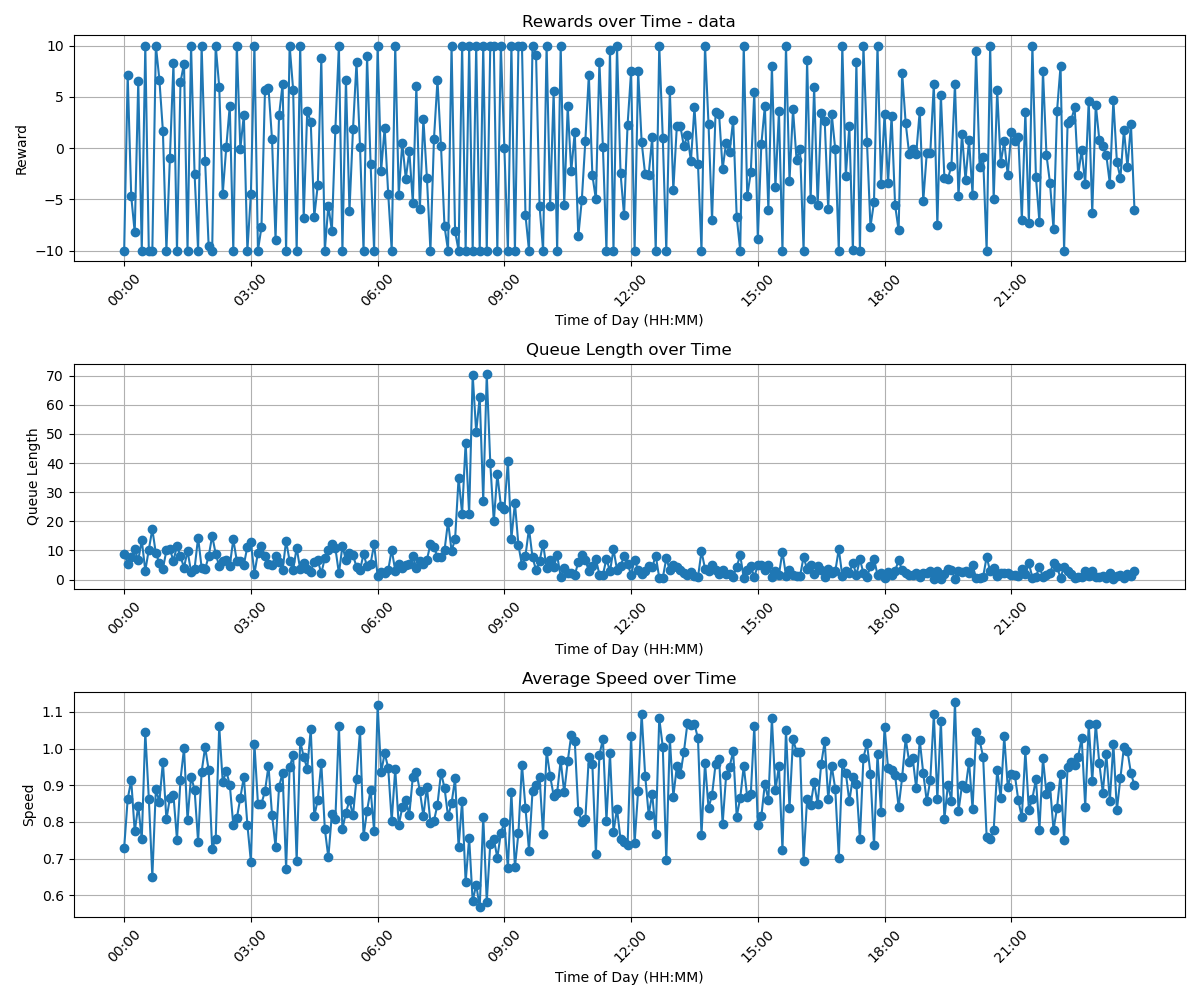 Rewards over Time - data
Reward
10
5
0
−5
−10
00:00 03:00 06:00 09:00 12:00 15:00 18:00 21:00
Time of Day (HH:MM)
Queue Length over Time
Queue Length
70
60
50
40
30
20
10
0
00:00 03:00 06:00 09:00 12:00 15:00 18:00 21:00
Time of Day (HH:MM)
Average Speed over Time
Speed
1.1
1.0
0.9
0.8
0.7
0.6
00:00 03:00 06:00 09:00 12:00 15:00 18:00 21:00
Time of Day (HH:MM)